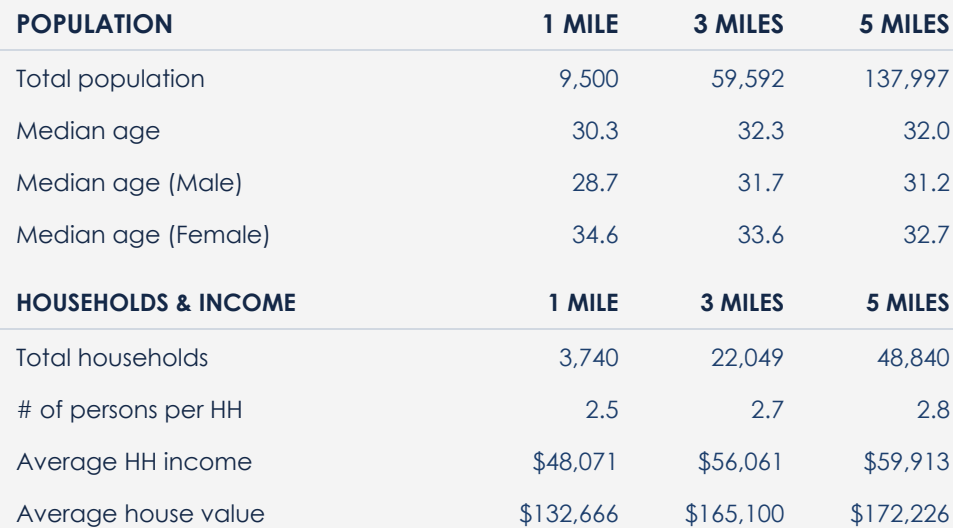 POPULATION 1 MILE 3 MILES 5 MILES
Total population 9,500 59,592 137,997
Median age 30.3 32.3 32.0
Median age (Male) 28.7 31.7 31.2
Median age (Female) 34.6 33.6 32.7
HOUSEHOLDS & INCOME 1 MILE 3 MILES 5 MILES
Total households 3,740 22,049 48,840
# of persons per HH 2.5 2.7 2.8
Average HH income $48,071 $56,061 $59,913
Average house value $132,666 $165,100 $172,226